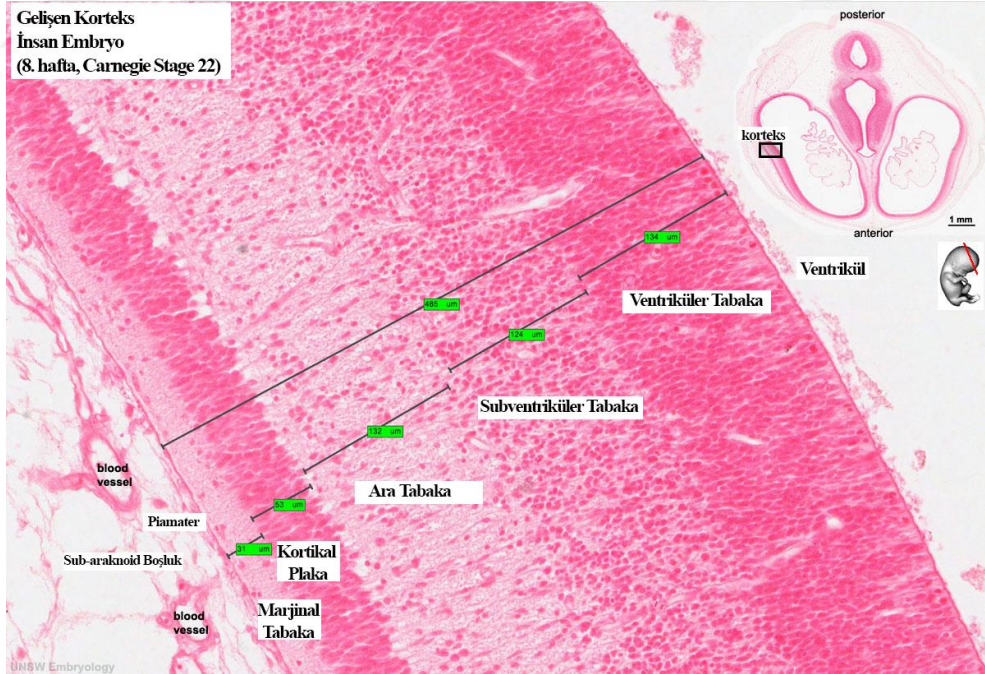 Gelişen Korteks
İnsan Embryo
(8. hafta, Carnegie Stage 22)
posterior
korteks
1 mm
anterior
134 um
Ventrikül
485 um
Ventriküler Tabaka
124 um
Subventriküler Tabaka
132 um
blood
vessel
Ara Tabaka
53 um
Piamater
31 um
Kortikal
Plaka
Sub-araknoid Boşluk
Marjinal
Tabaka
blood
vessel
UNSW Embryology